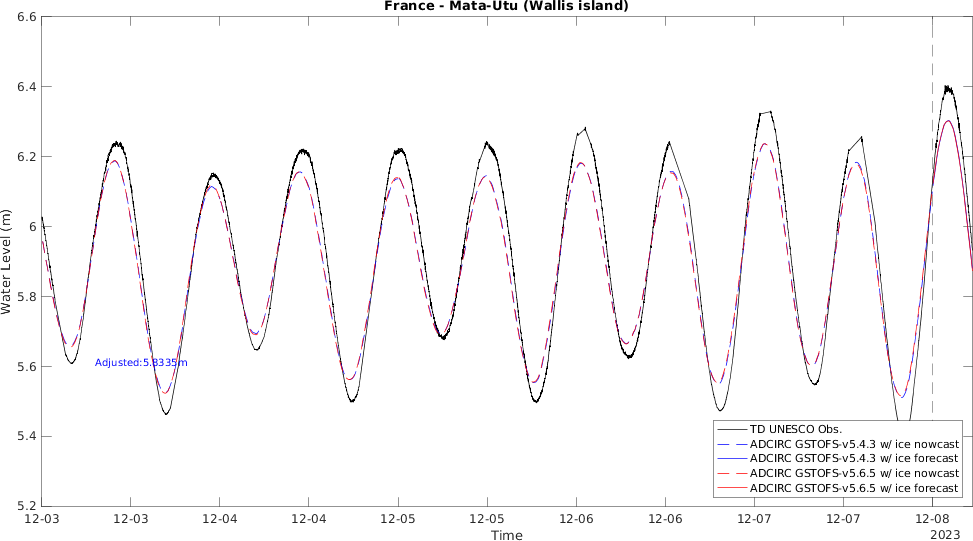 France - Mata-Utu (Wallis island)
6.6
6.4
6.2
6
5.8
5.6
5.4
5.2
Water Level (m)
Adjusted:5.8335m
TD UNESCO Obs.
ADCIRC GSTOFS-v5.4.3 w/ ice nowcast
ADCIRC GSTOFS-v5.4.3 w/ ice forecast
ADCIRC GSTOFS-v5.6.5 w/ ice nowcast
ADCIRC GSTOFS-v5.6.5 w/ ice forecast
12-03 12-03 12-04 12-04 12-05 12-05 12-06 12-06 12-07 12-07 12-08
2023
Time